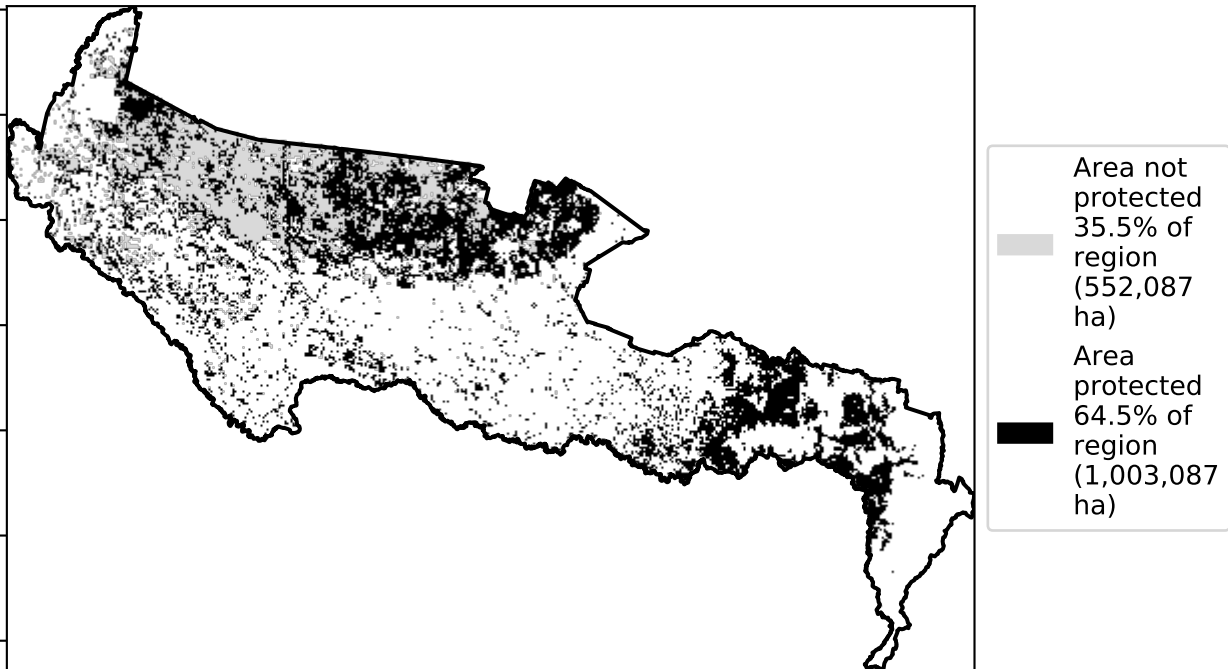 Area not
protected
35.5% of
region
(552,087
ha)
Area
protected
64.5% of
region
(1,003,087
ha)